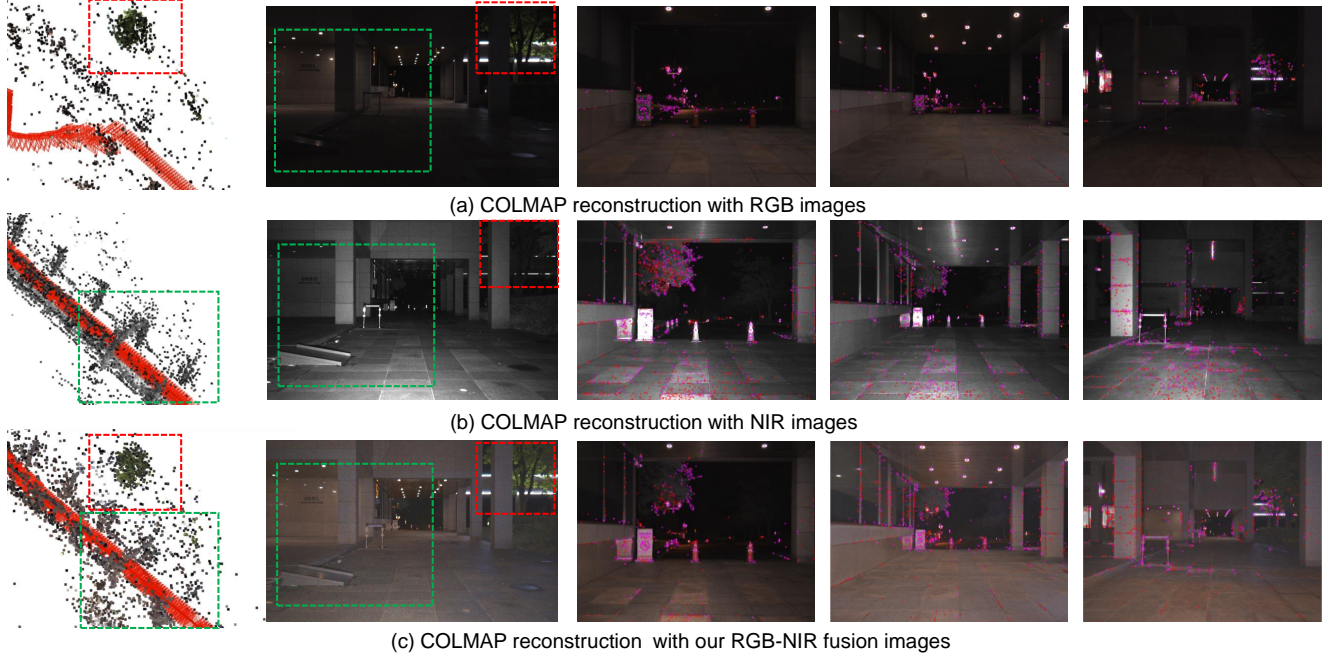 (a) COLMAP reconstruction with RGB images
(b) COLMAP reconstruction with NIR images
(c) COLMAP reconstruction with our RGB-NIR fusion images